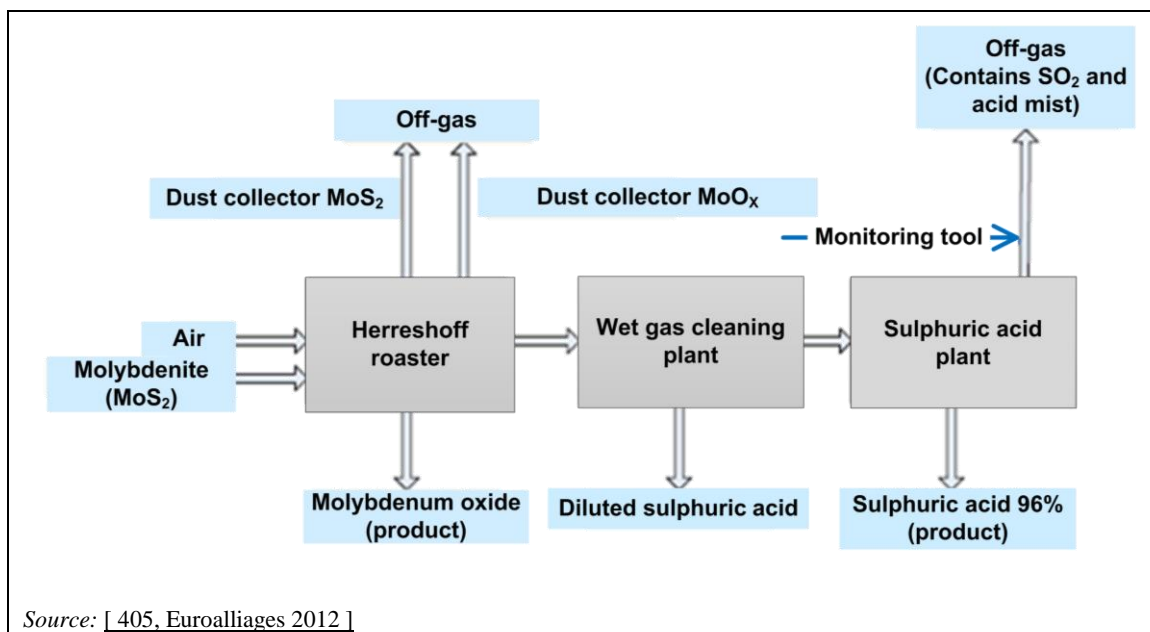 Off-gas
(Contains SO₂ and
acid mist)
Off-gas
Dust collector MoS₂
Dust collector MoOₓ
Monitoring tool
Air
Molybdenite
(MoS₂)
Herreshoff
roaster
Wet gas cleaning
plant
Sulphuric acid
plant
Molybdenum oxide
(product)
Diluted sulphuric acid
Sulphuric acid 96%
(product)
Source: [ 405, Euroalliages 2012 ]